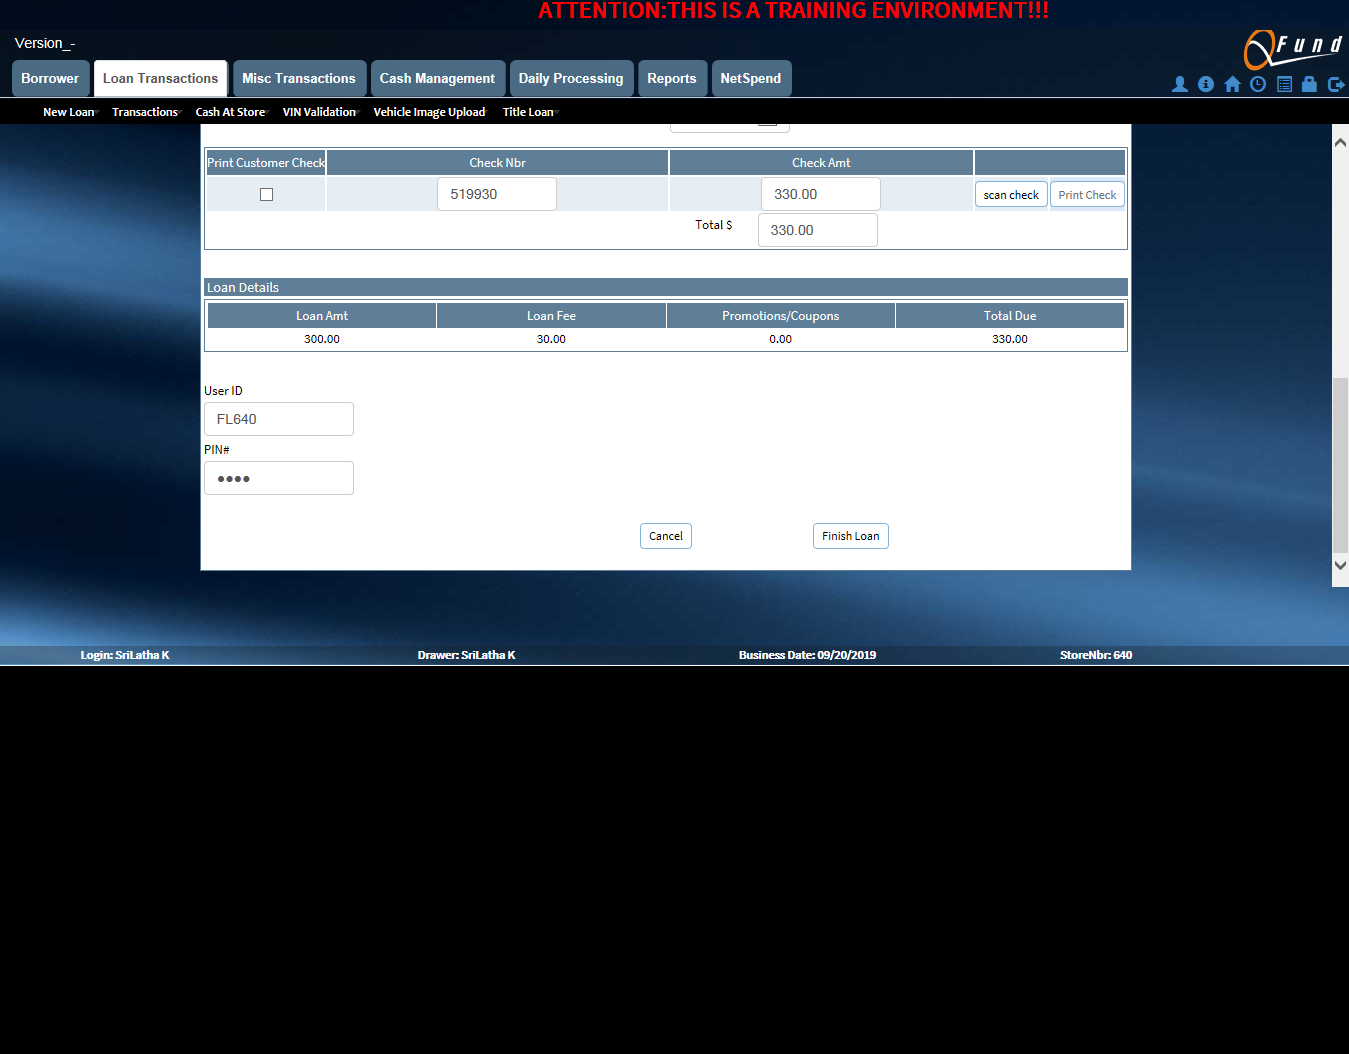 ATTENTION:THIS IS A TRAINING ENVIRONMENT!!!
Version_-
Fund
Borrower Loan Transactions Misc Transactions Cash Management Daily Processing Reports NetSpend
New Loan Transactions Cash At Store VIN Validation Vehicle Image Upload Title Loan
Print Customer Check Check Nbr Check Amt
519930 330.00 scan check Print Check
Total $ 330.00
Loan Details
Loan Amt Loan Fee Promotions/Coupons Total Due
300.00 30.00 0.00 330.00
User ID
FL640
PIN#
••••
Cancel Finish Loan
Login: SriLatha K Drawer: SriLatha K Business Date: 09/20/2019 StoreNbr: 640